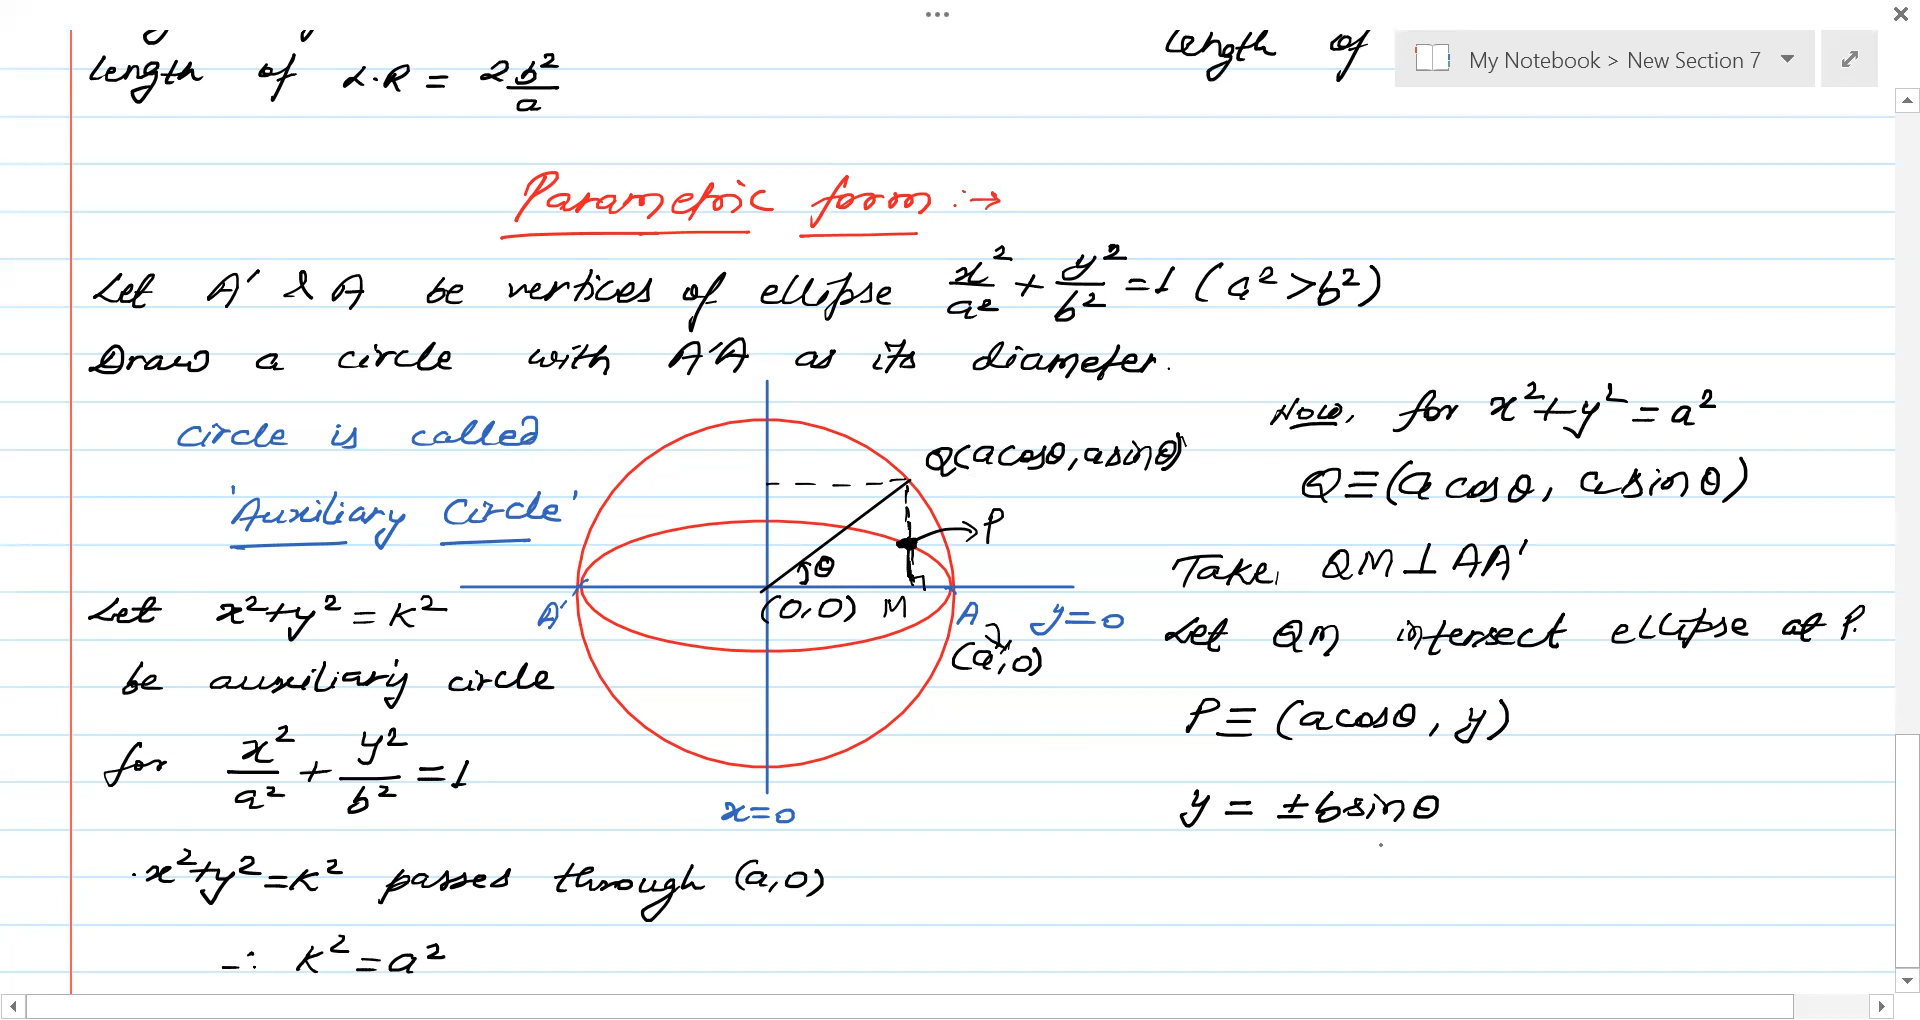 length of L.R = 2b²/a
length of
My Notebook > New Section 7
Parametric form :→
Let A' & A be vertices of ellipse x²/a² + y²/b² = 1 (a² > b²)
Draw a circle with A'A as its diameter.
Circle is called
'Auxiliary Circle'
Let x²+y² = K²
be auxiliary circle
for x²/a² + y²/b² = 1
x²+y²=K² passes through (a,0)
∴ K² = a²
Q(acosθ, asinθ)
P
θ
(0,0) M
A'
A
y=0
(a,0)
x=0
Now, for x²+y² = a²
Q≡(a cosθ, a sinθ)
Take, QM⊥AA'
Let QM intersect ellipse at P.
P≡ (acosθ, y)
y = ±bsinθ